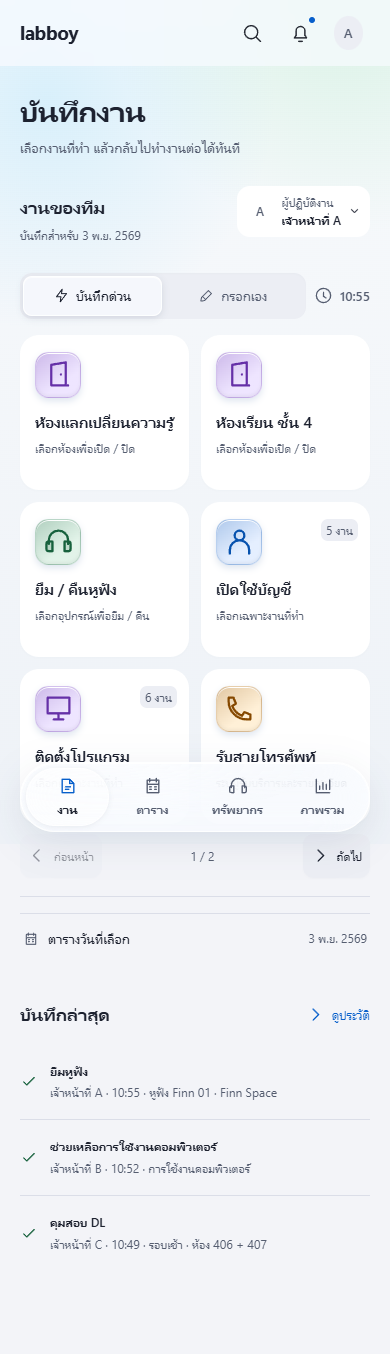 labboy
A
บันทึกงาน
เลือกงานที่ทำ แล้วกลับไปทำงานต่อได้ทันที
งานของทีม
บันทึกสำหรับ 3 พ.ย. 2569
A
ผู้ปฏิบัติงาน
เจ้าหน้าที่ A
บันทึกด่วน
กรอกเอง
10:55
ห้องแลกเปลี่ยนความรู้
เลือกห้องเพื่อเปิด / ปิด
ห้องเรียน ชั้น 4
เลือกห้องเพื่อเปิด / ปิด
ยืม / คืนหูฟัง
เลือกอุปกรณ์เพื่อยืม / คืน
5 งาน
เปิดใช้บัญชี
เลือกเฉพาะงานที่ทำ
6 งาน
ติดตั้งโปรแกรม
รับสายโทรศัพท์
งาน
ตาราง
ทรัพยากร
ภาพรวม
ก่อนหน้า
1 / 2
ถัดไป
ตารางวันที่เลือก
3 พ.ย. 2569
บันทึกล่าสุด
ดูประวัติ
ยืมหูฟัง
เจ้าหน้าที่ A · 10:55 · หูฟัง Finn 01 · Finn Space
ช่วยเหลือการใช้งานคอมพิวเตอร์
เจ้าหน้าที่ B · 10:52 · การใช้งานคอมพิวเตอร์
คุมสอบ DL
เจ้าหน้าที่ C · 10:49 · รอบเช้า · ห้อง 406 + 407